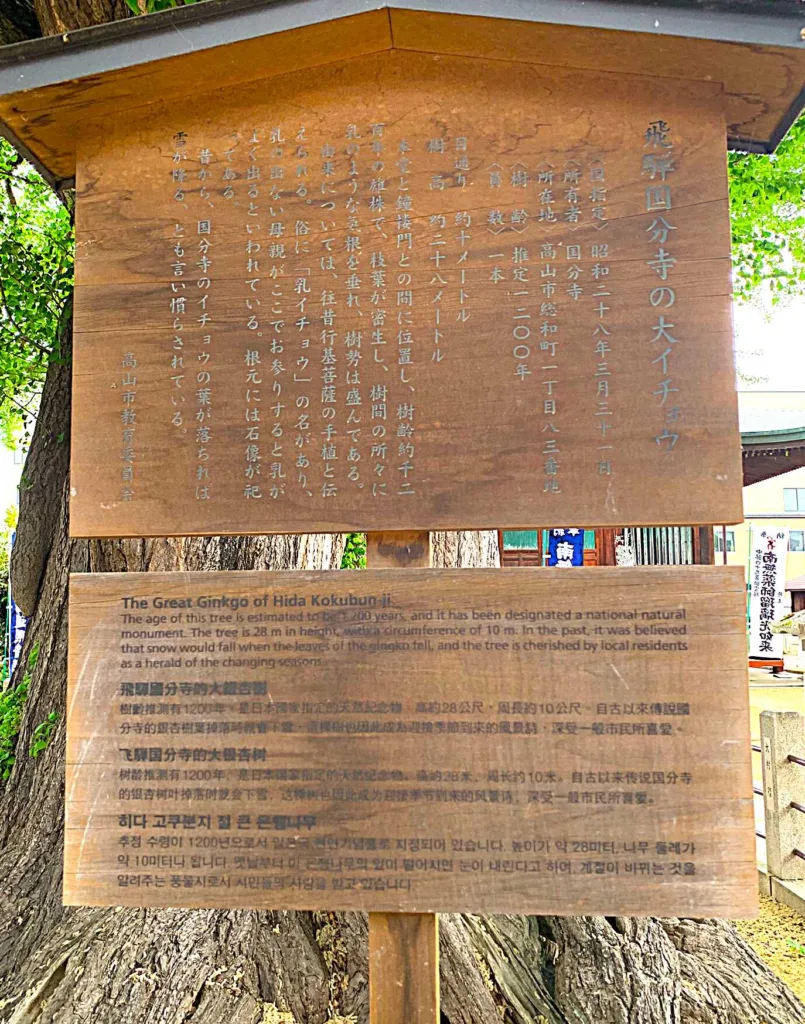 飛騨国分寺の大イチョウ
〈国指定〉 昭和二十八年三月三十一日
〈所有者〉 国分寺
〈所在地〉 高山市総和町一丁目八三番地
〈樹 齢〉 推定一二〇〇年
〈員 数〉 一本
目通り 約十メートル
樹 高 約二十八メートル
本堂と鐘楼門との間に位置し、樹齢約千二
百年の雄株で、枝葉が密生し、樹間の所々に
乳のような気根を垂れ、樹勢は盛んである。
由来については、往昔行基菩薩の手植と伝
えられる。俗に「乳イチョウ」の名があり、
乳の出ない母親がここでお参りすると乳が
よく出るといわれている。根元には石像が祀
ってある。
昔から、国分寺のイチョウの葉が落ちれば
雪が降る、とも言い慣らされている。
高山市教育委員会
The Great Ginkgo of Hida Kokubun-ji
The age of this tree is estimated to be 1,200 years, and it has been designated a national natural
monument. The tree is 28 m in height, with a circumference of 10 m. In the past, it was believed
that snow would fall when the leaves of the gingko fell, and the tree is cherished by local residents
as a herald of the changing seasons.
飛驒國分寺的大銀杏樹
樹齡推測有1200年，是日本國家指定的天然紀念物。高約28公尺，周長約10公尺。自古以來傳說國
分寺的銀杏樹葉掉落時就會下雪，這棵樹也因此成為迎接季節到來的風景詩，深受一般市民所喜愛。
飞驒国分寺的大银杏树
树龄推测有1200年，是日本国家指定的天然纪念物。高约28米，周长约10米。自古以来传说国分寺
的银杏树叶掉落时就会下雪，这棵树也因此成为迎接季节到来的风景诗，深受一般市民所喜爱。
히다 고쿠분지 절 큰 은행나무
추정 수령이 1200년으로서 일본국 천연기념물로 지정되어 있습니다. 높이가 약 28미터, 나무 둘레가
약 10미터나 됩니다. 옛날부터 이 은행나무의 잎이 떨어지면 눈이 내린다고 하여, 계절이 바뀌는 것을
알려주는 풍물시로서 시민들의 사랑을 받고 있습니다.
南無薬師瑠璃光如来